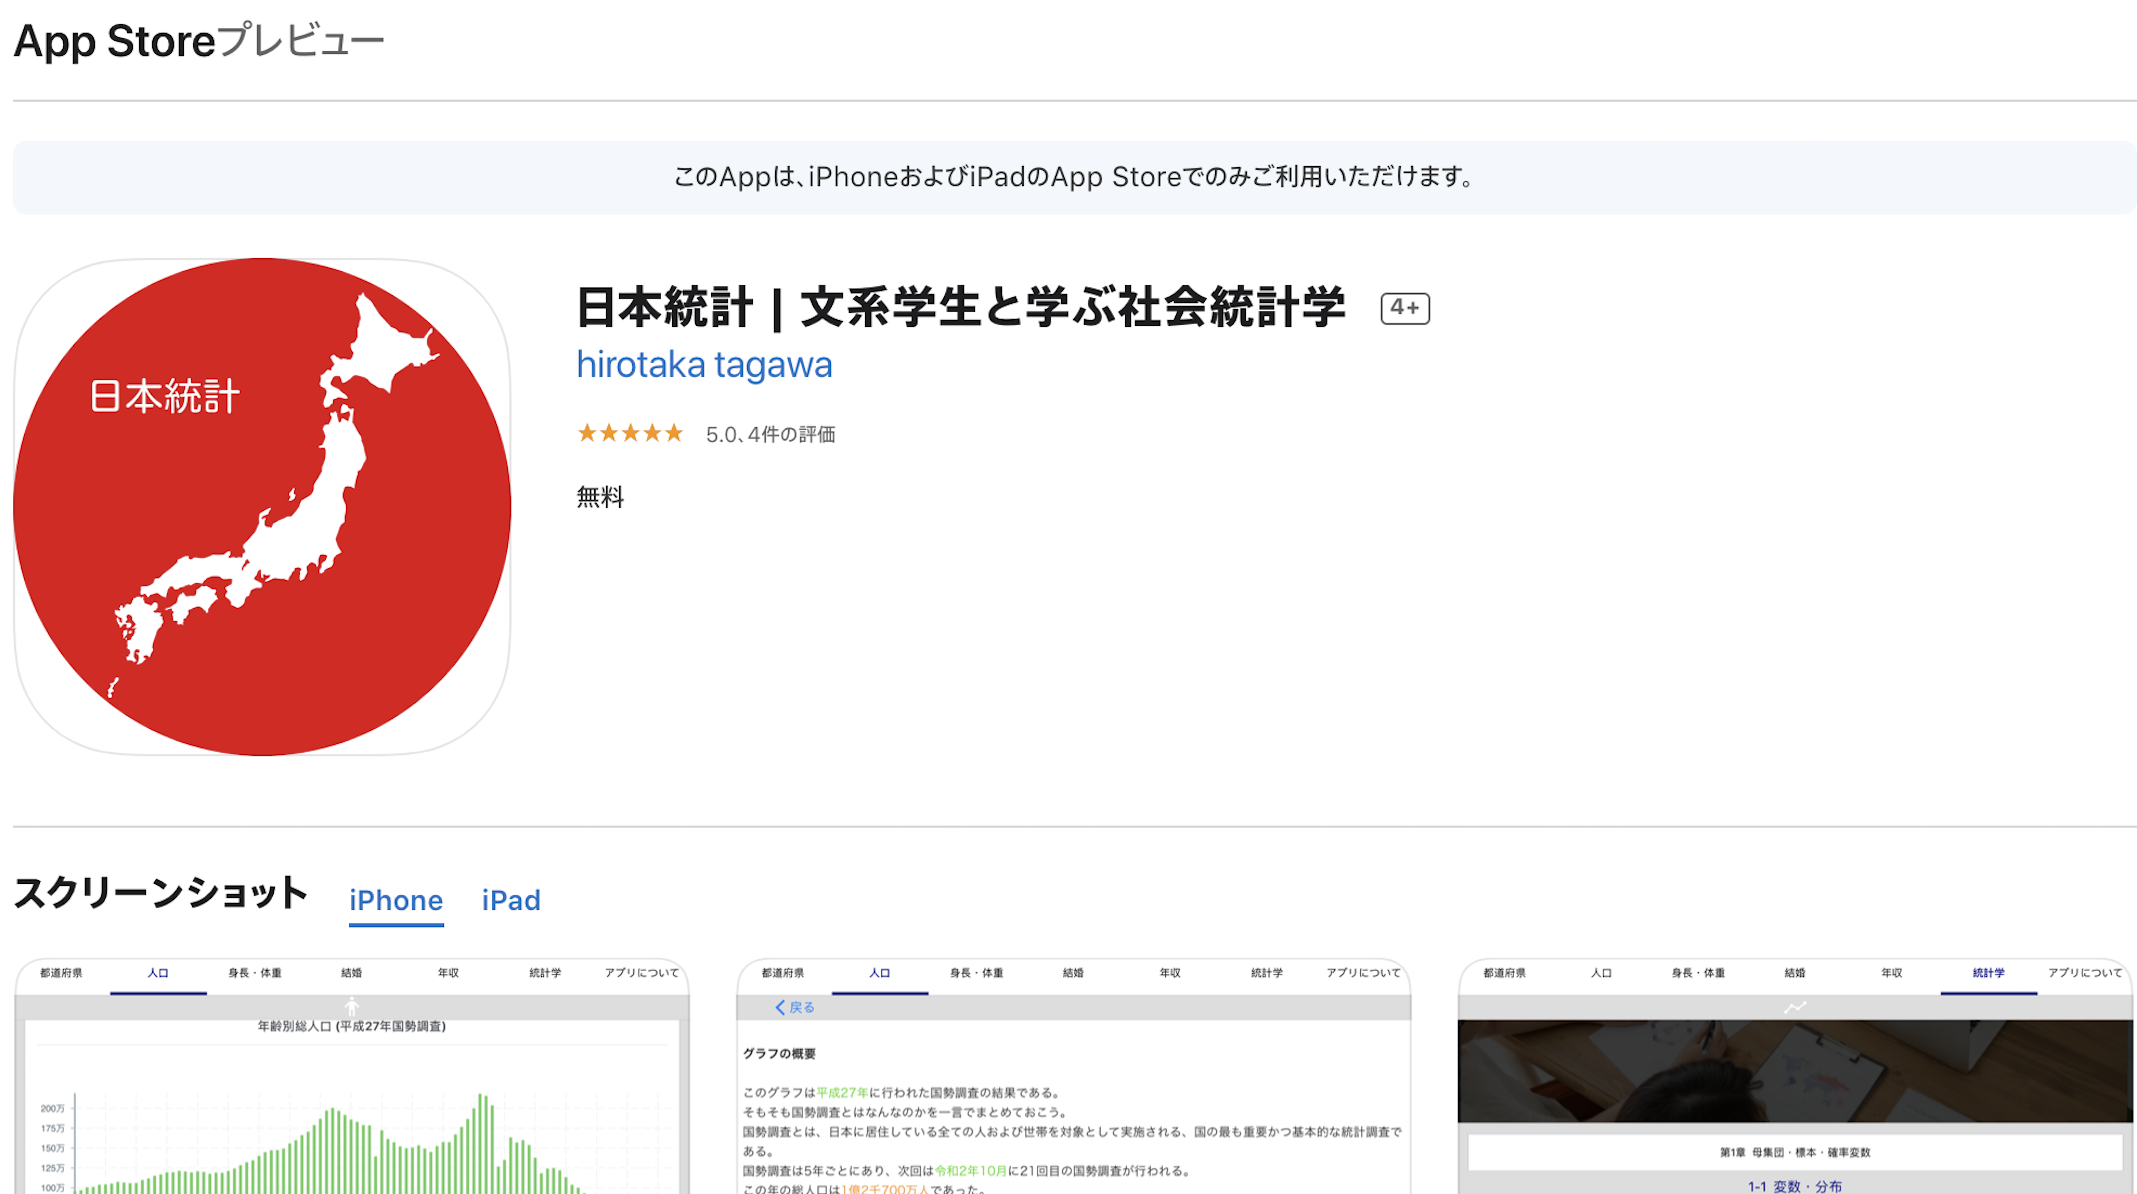 App Storeプレビュー
このAppは、iPhoneおよびiPadのApp Storeでのみご利用いただけます。
日本統計
日本統計 | 文系学生と学ぶ社会統計学 4+
hirotaka tagawa
★★★★★ 5.0、4件の評価
無料
スクリーンショット iPhone iPad
都道府県 人口 身長・体重 結婚 年収 統計学 アプリについて
年齢別総人口 (平成27年国勢調査)
200万
175万
150万
125万
100万
都道府県 人口 身長・体重 結婚 年収 統計学 アプリについて
戻る
グラフの概要
このグラフは平成27年に行われた国勢調査の結果である。
そもそも国勢調査とはなんなのかを一言でまとめておこう。
国勢調査とは、日本に居住している全ての人および世帯を対象として実施される、国の最も重要かつ基本的な統計調査で
ある。
国勢調査は5年ごとにあり、次回は令和2年10月に21回目の国勢調査が行われる。
この年の総人口は1億2千700万人であった。
都道府県 人口 身長・体重 結婚 年収 統計学 アプリについて
第1章 母集団・標本・確率変数
1-1 変数・分布